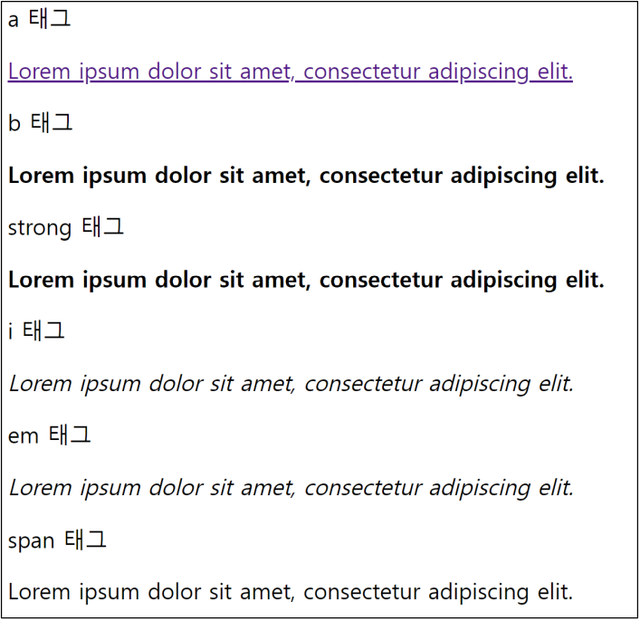 a 태그
Lorem ipsum dolor sit amet, consectetur adipiscing elit.
b 태그
Lorem ipsum dolor sit amet, consectetur adipiscing elit.
strong 태그
Lorem ipsum dolor sit amet, consectetur adipiscing elit.
i 태그
Lorem ipsum dolor sit amet, consectetur adipiscing elit.
em 태그
Lorem ipsum dolor sit amet, consectetur adipiscing elit.
span 태그
Lorem ipsum dolor sit amet, consectetur adipiscing elit.